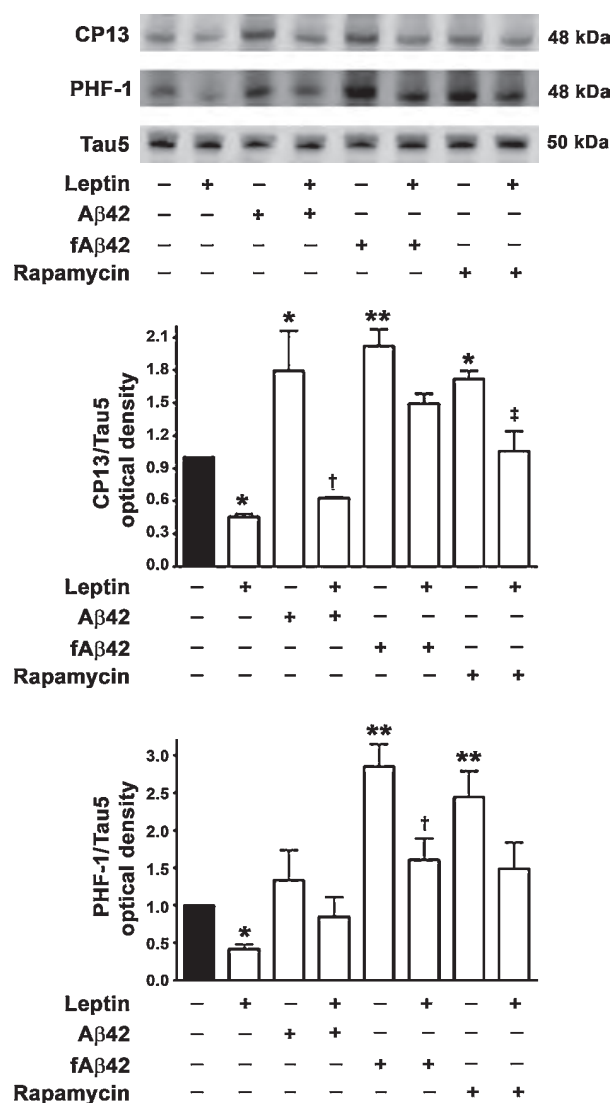 CP13 48 kDa
PHF-1 48 kDa
Tau5 50 kDa
Leptin – + – + – + – +
Aβ42 – – + + – – – –
fAβ42 – – – – + + – –
Rapamycin – – – – – – + +
CP13/Tau5
optical density
2.1
1.8
1.5
1.2
0.9
0.6
0.3
0.0
* * † ** * ‡
Leptin – + – + – + – +
Aβ42 – – + + – – – –
fAβ42 – – – – + + – –
Rapamycin – – – – – – + +
PHF-1/Tau5
optical density
3.0
2.5
2.0
1.5
1.0
0.5
0.0
* ** † **
Leptin – + – + – + – +
Aβ42 – – + + – – – –
fAβ42 – – – – + + – –
Rapamycin – – – – – – + +